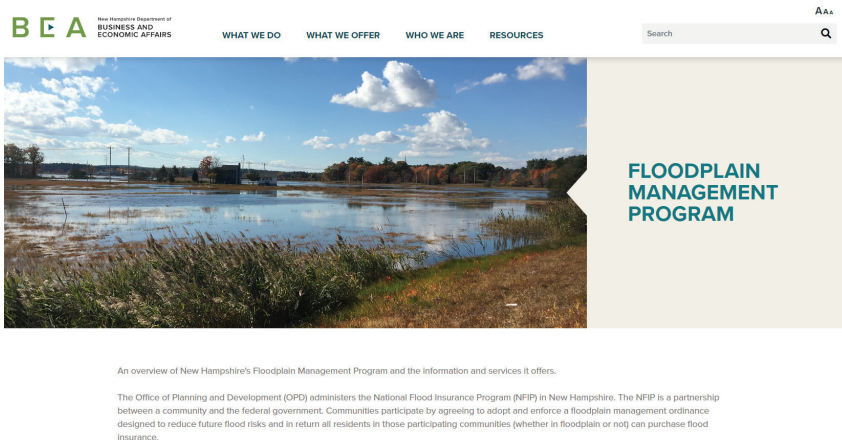 AAA
BEA
New Hampshire Department of
BUSINESS AND
ECONOMIC AFFAIRS
WHAT WE DO WHAT WE OFFER WHO WE ARE RESOURCES
Search
FLOODPLAIN
MANAGEMENT
PROGRAM
An overview of New Hampshire's Floodplain Management Program and the information and services it offers.
The Office of Planning and Development (OPD) administers the National Flood Insurance Program (NFIP) in New Hampshire. The NFIP is a partnership
between a community and the federal government. Communities participate by agreeing to adopt and enforce a floodplain management ordinance
designed to reduce future flood risks and in return all residents in those participating communities (whether in floodplain or not) can purchase flood
insurance.